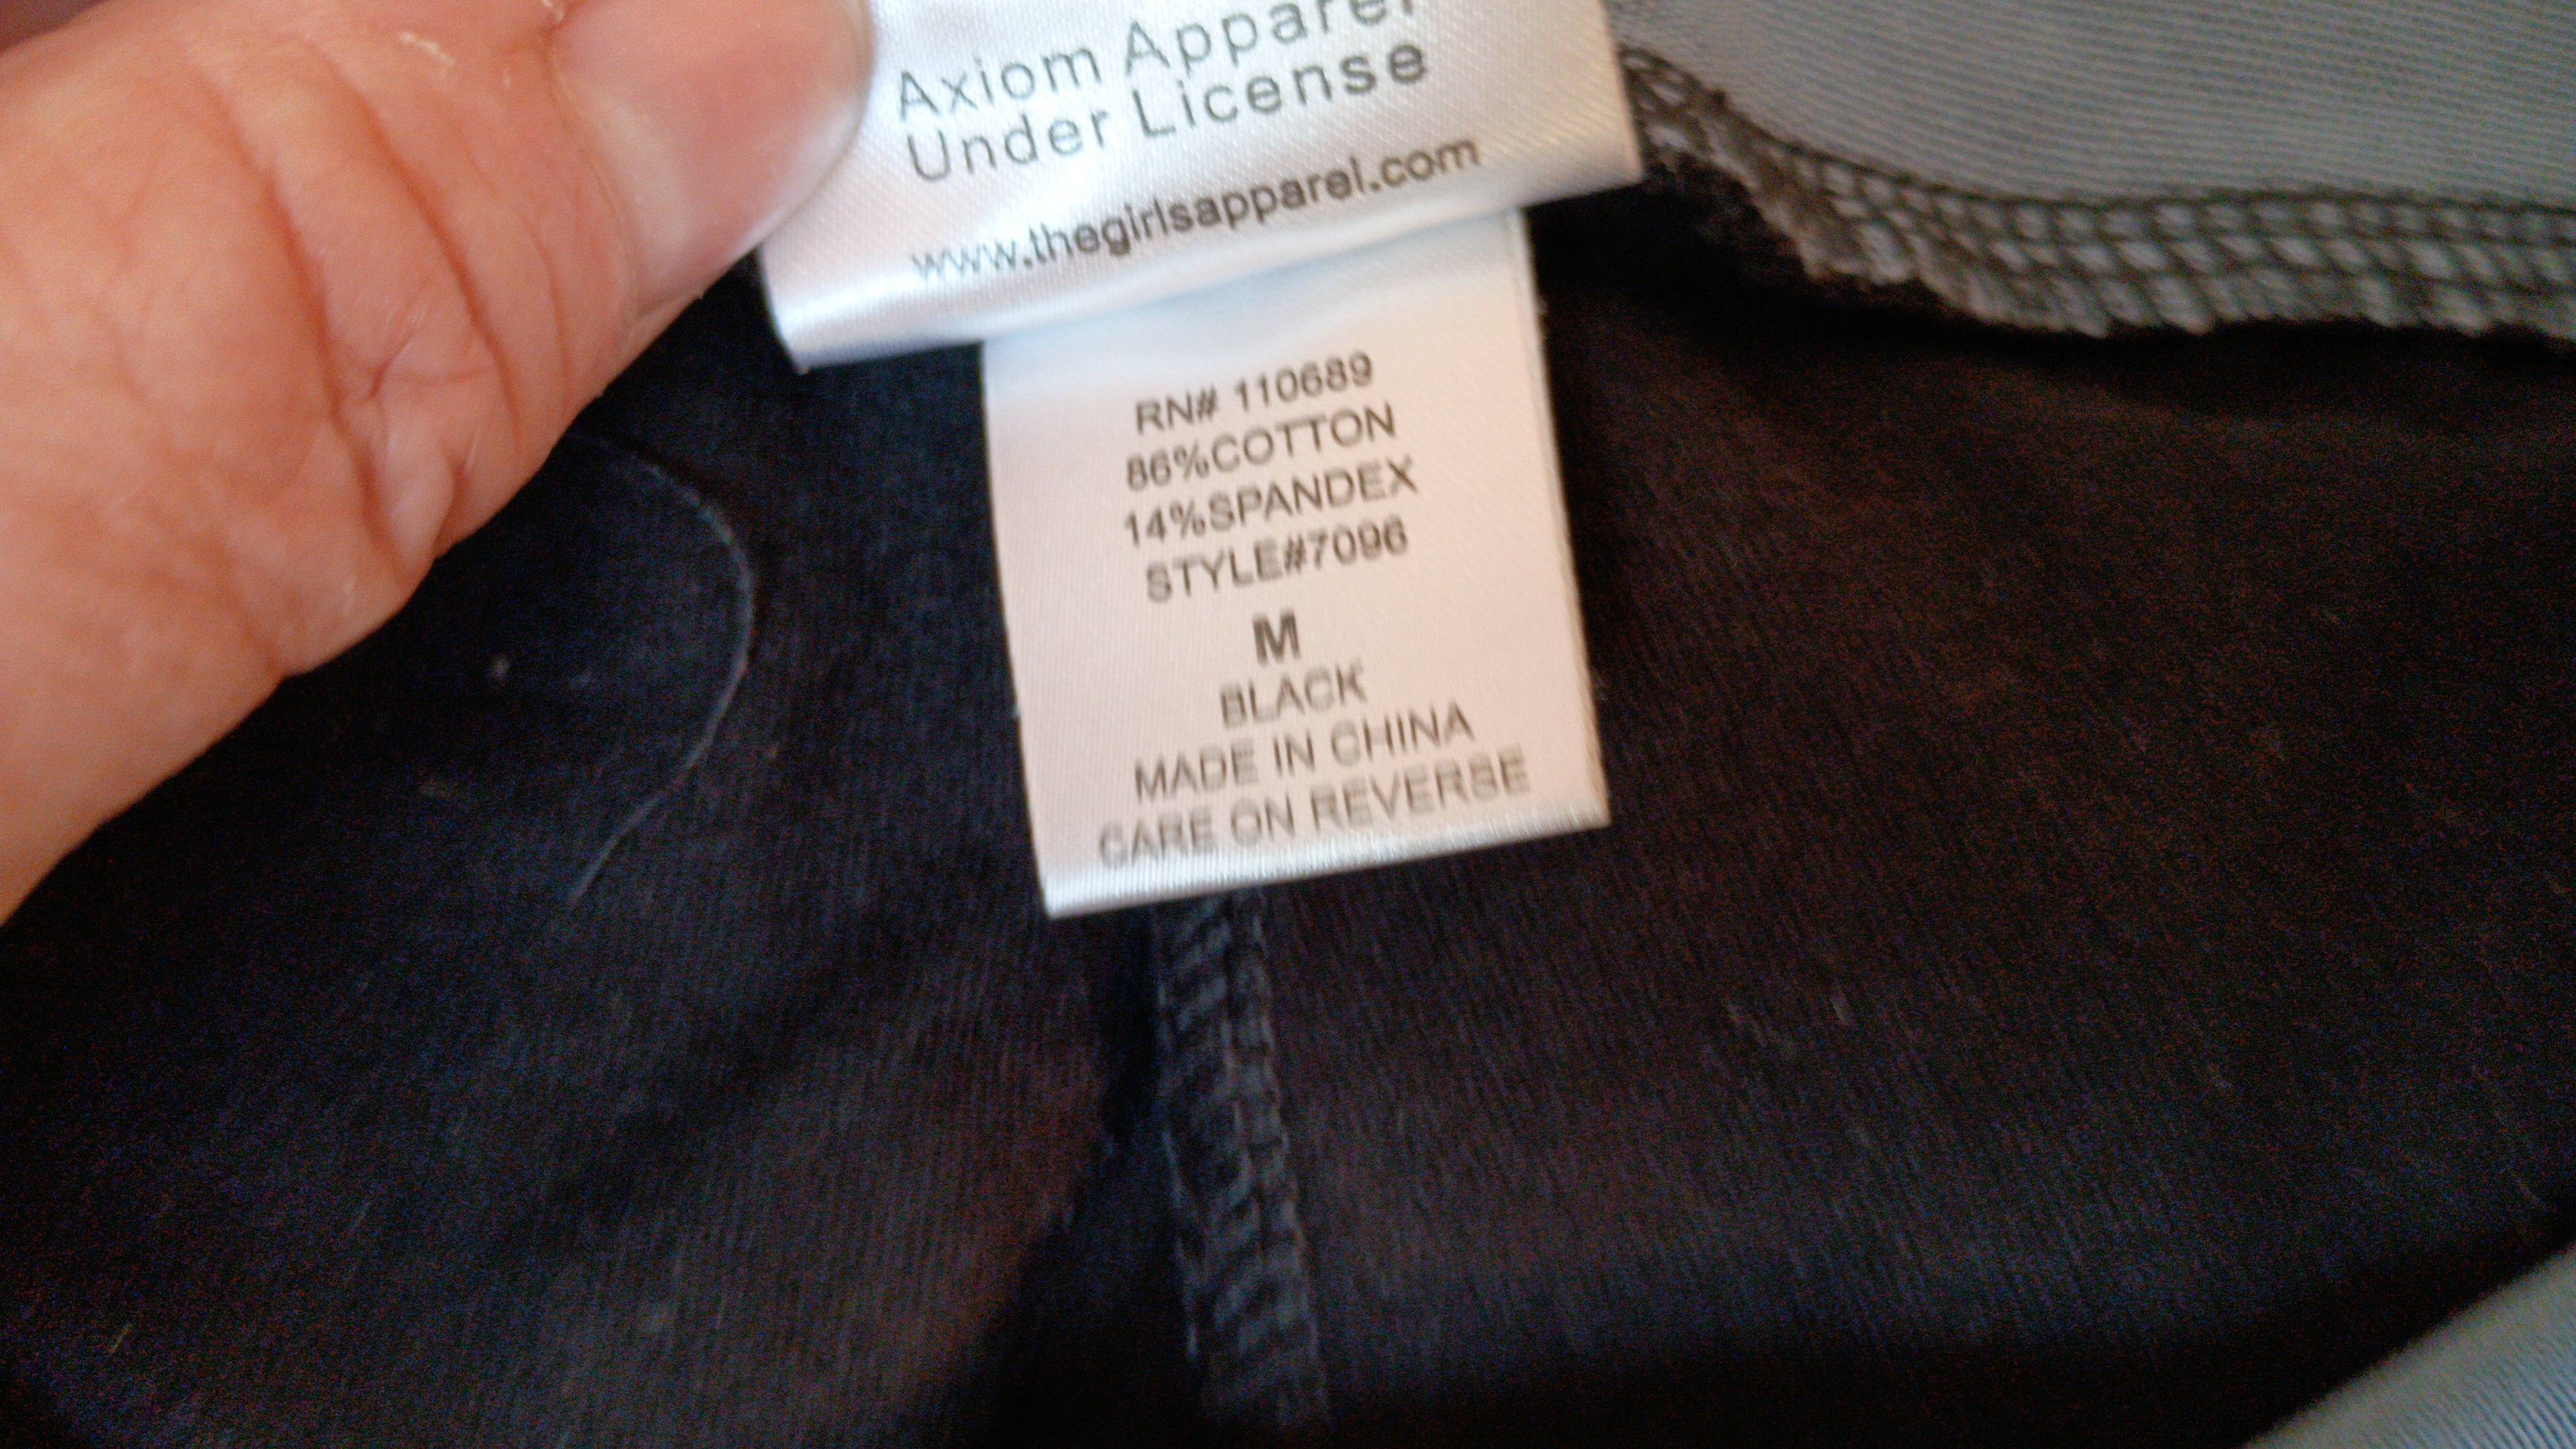 Axiom Apparel
Under License
www.thegirlsapparel.com
RN# 110689
86%COTTON
14%SPANDEX
STYLE#7096
M
BLACK
MADE IN CHINA
CARE ON REVERSE